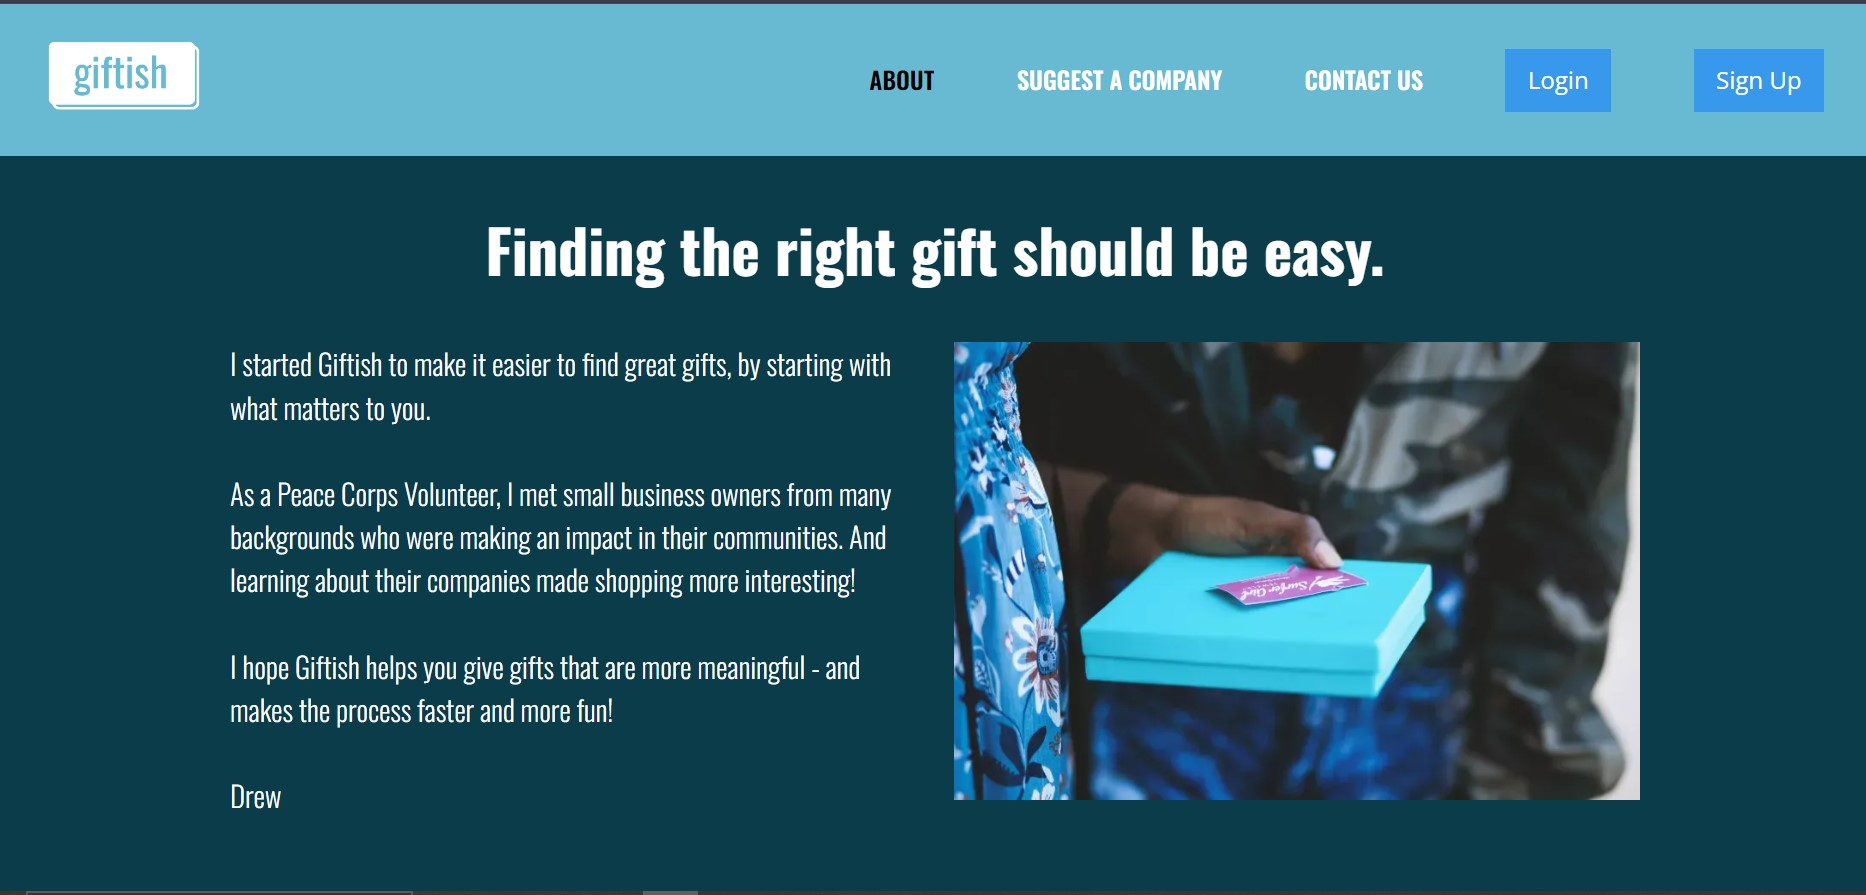 giftish
ABOUT
SUGGEST A COMPANY
CONTACT US
Login
Sign Up
Finding the right gift should be easy.
I started Giftish to make it easier to find great gifts, by starting with
what matters to you.
As a Peace Corps Volunteer, I met small business owners from many
backgrounds who were making an impact in their communities. And
learning about their companies made shopping more interesting!
I hope Giftish helps you give gifts that are more meaningful - and
makes the process faster and more fun!
Drew
Surfer Girl